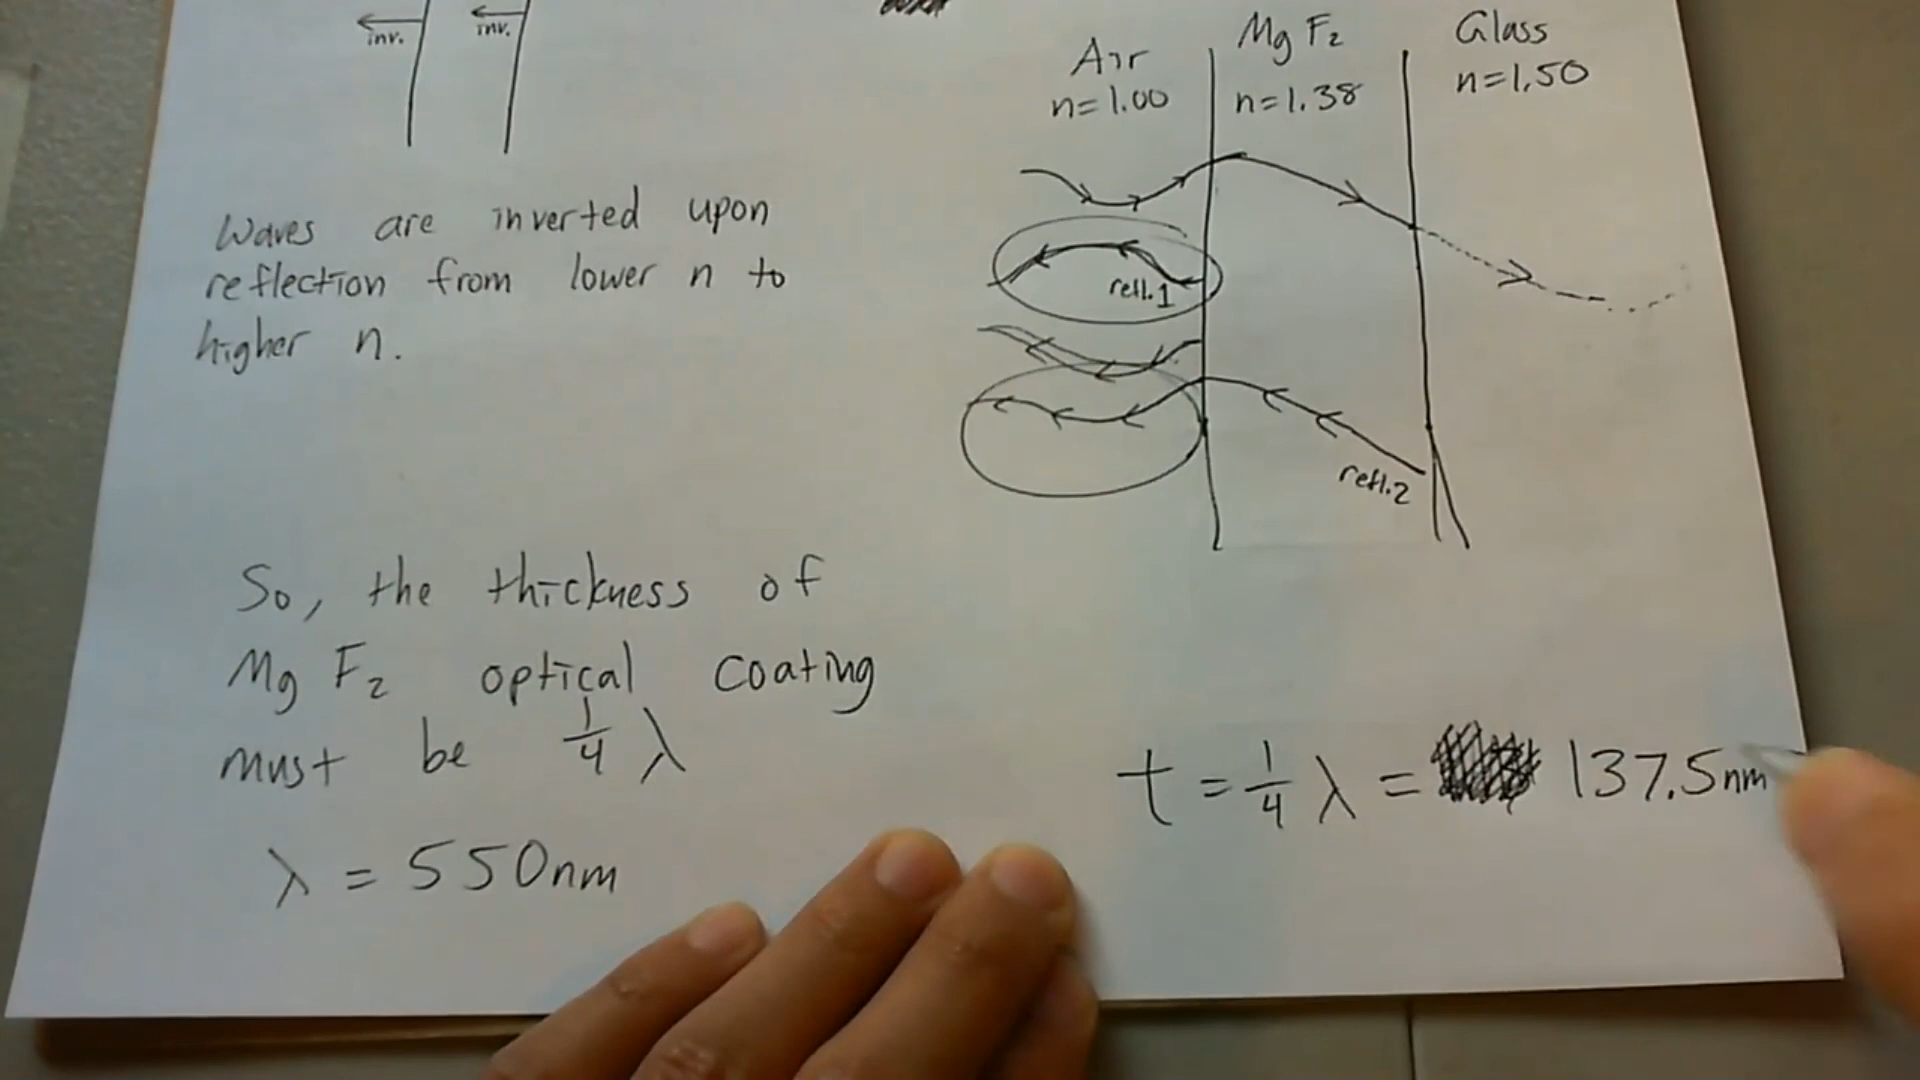 inv.
inv.
Air
n=1.00
Mg F2
n=1.38
Glass
n=1.50
Waves are inverted upon
reflection from lower n to
higher n.
refl.1
refl.2
So, the thickness of
Mg F2 optical coating
must be 1/4 λ
λ = 550nm
t = 1/4 λ = 137.5nm